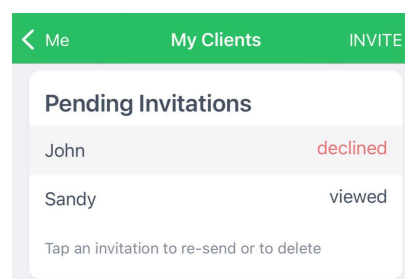 Me My Clients INVITE
Pending Invitations
John declined
Sandy viewed
Tap an invitation to re-send or to delete